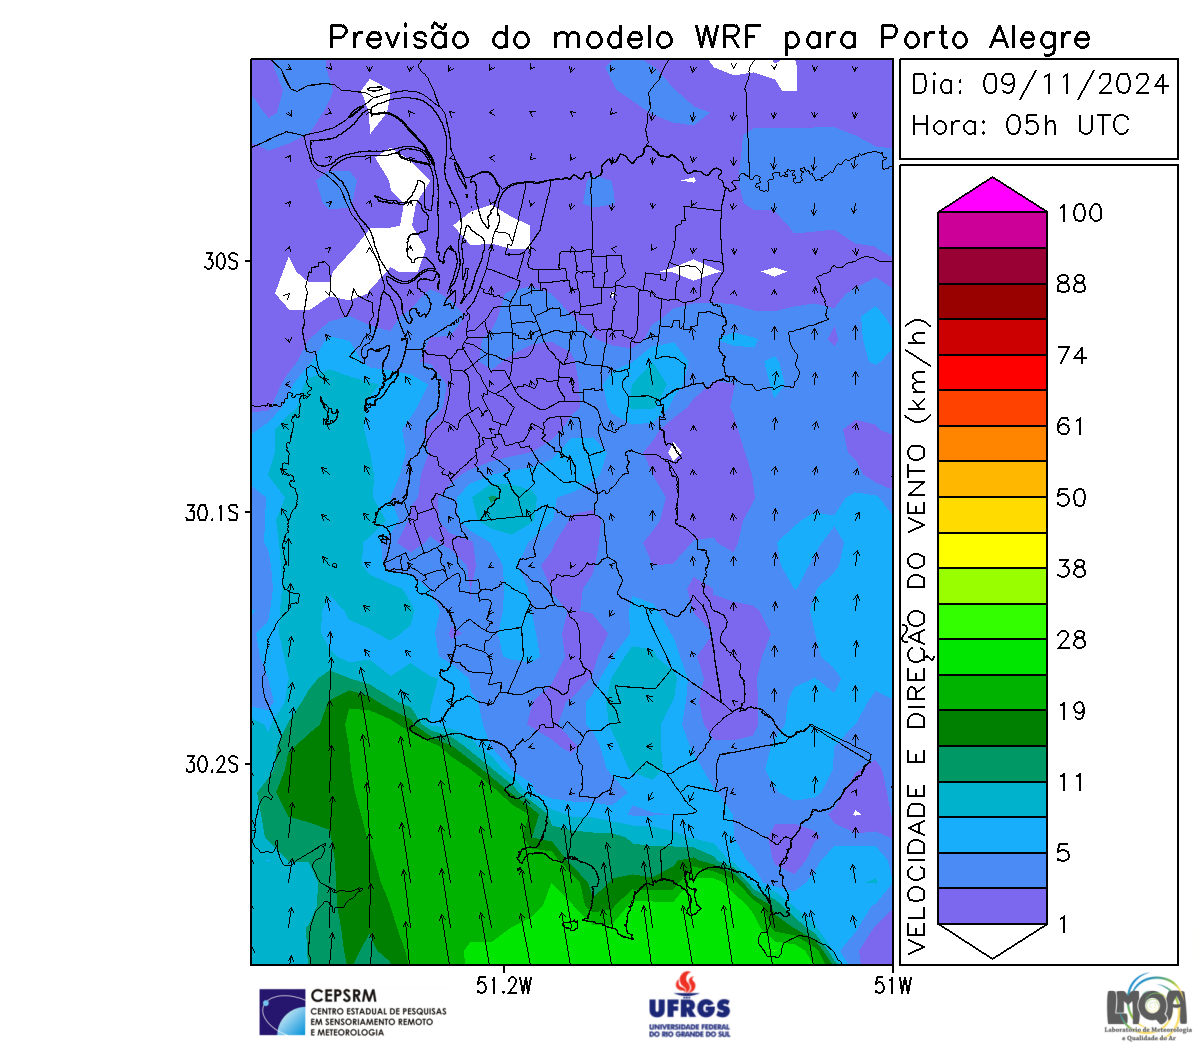 Previsão do modelo WRF para Porto Alegre
Dia: 09/11/2024
Hora: 05h UTC
30S
30.1S
30.2S
51.2W
51W
VELOCIDADE E DIREÇÃO DO VENTO (km/h)
100
88
74
61
50
38
28
19
11
5
1
CEPSRM
CENTRO ESTADUAL DE PESQUISAS
EM SENSORIAMENTO REMOTO
E METEOROLOGIA
UFRGS
UNIVERSIDADE FEDERAL
DO RIO GRANDE DO SUL
LMQA
Laboratório de Meteorologia
e Qualidade do Ar